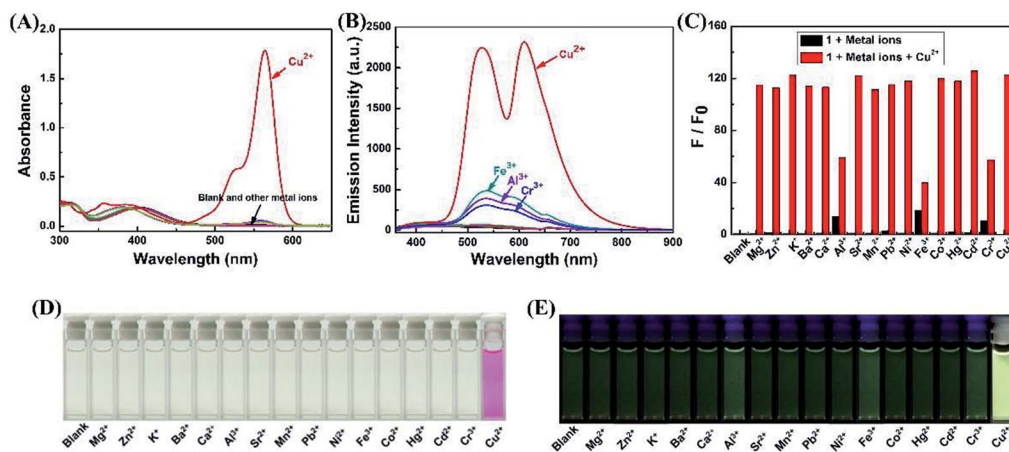 (A)
2.0
1.5
1.0
0.5
0.0
Absorbance
Cu2+
Blank and other metal ions
300 400 500 600
Wavelength (nm)
(B)
2500
2000
1500
1000
500
0
Emission Intensity (a.u.)
Cu2+
Fe3+
Al3+
Cr3+
400 500 600 700 800 900
Wavelength (nm)
(C)
160
120
80
40
0
F / F0
1 + Metal ions
1 + Metal ions + Cu2+
Blank Mg2+ Zn2+ K+ Ba2+ Ca2+ Al3+ Sr2+ Mn2+ Pb2+ Ni2+ Fe3+ Co2+ Hg2+ Cd2+ Cr3+ Cu2+
(D)
Blank Mg2+ Zn2+ K+ Ba2+ Ca2+ Al3+ Sr2+ Mn2+ Pb2+ Ni2+ Fe3+ Co2+ Hg2+ Cd2+ Cr3+ Cu2+
(E)
Blank Mg2+ Zn2+ K+ Ba2+ Ca2+ Al3+ Sr2+ Mn2+ Pb2+ Ni2+ Fe3+ Co2+ Hg2+ Cd2+ Cr3+ Cu2+